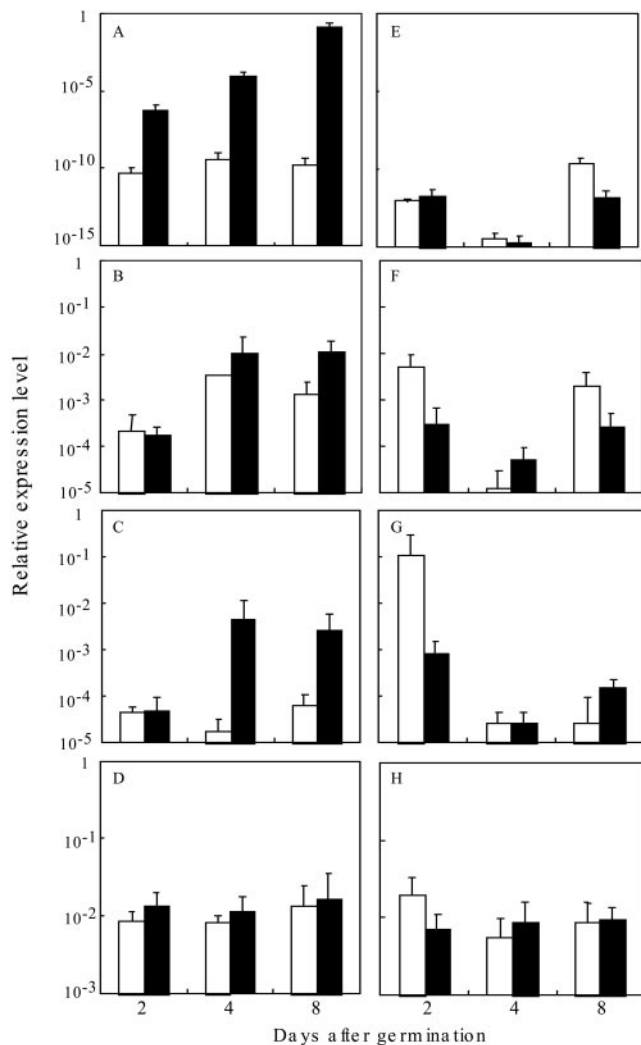 Relative expression level
A
1
10⁻⁵
10⁻¹⁰
10⁻¹⁵
E
B
1
10⁻¹
10⁻²
10⁻³
10⁻⁴
10⁻⁵
F
C
1
10⁻¹
10⁻²
10⁻³
10⁻⁴
10⁻⁵
G
D
1
10⁻¹
10⁻²
10⁻³
H
2 4 8 2 4 8
Days after germination